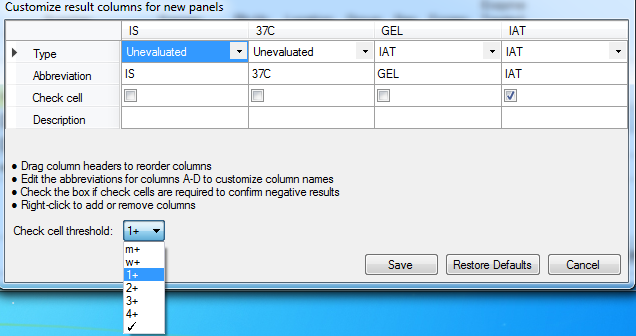 Customize result columns for new panels
IS 37C GEL IAT
Type Unevaluated Unevaluated IAT IAT
Abbreviation IS 37C GEL IAT
Check cell
Description
● Drag column headers to reorder columns
● Edit the abbreviations for columns A-D to customize column names
● Check the box if check cells are required to confirm negative results
● Right-click to add or remove columns
Check cell threshold: 1+
m+
w+
1+
2+
3+
4+
✓
Save Restore Defaults Cancel